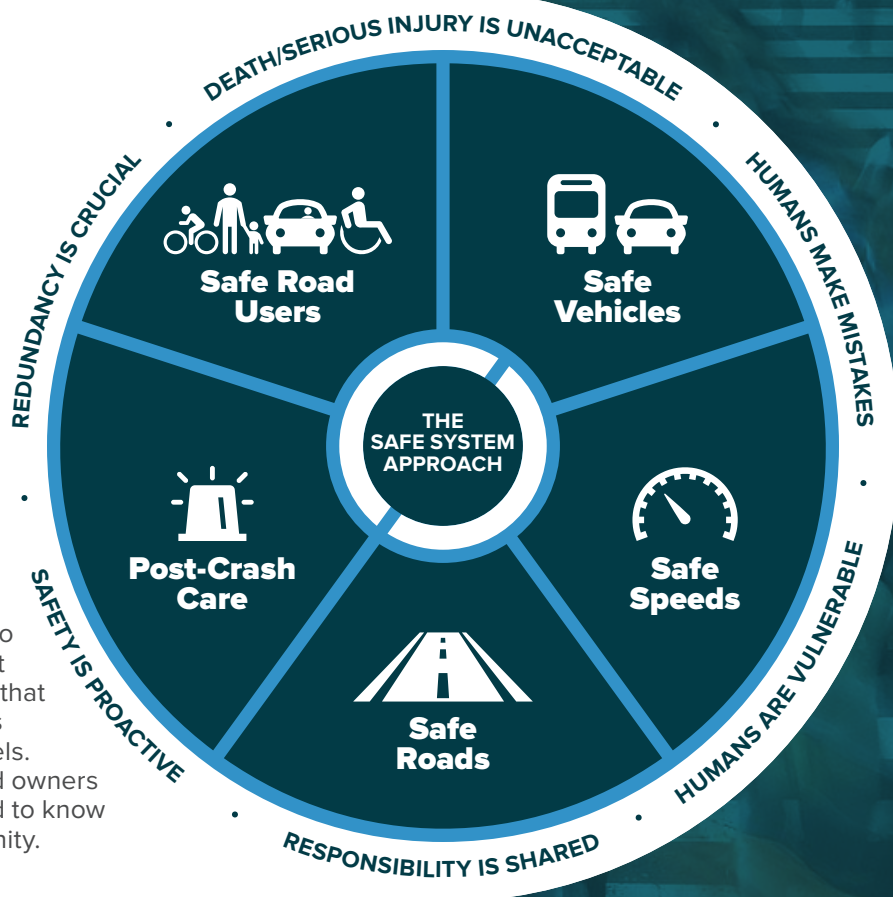 DEATH/SERIOUS INJURY IS UNACCEPTABLE
HUMANS MAKE MISTAKES
HUMANS ARE VULNERABLE
RESPONSIBILITY IS SHARED
SAFETY IS PROACTIVE
REDUNDANCY IS CRUCIAL
Safe Road
Users
Safe
Vehicles
THE
SAFE SYSTEM
APPROACH
Post-Crash
Care
Safe
Speeds
Safe
Roads
that
owners
to know